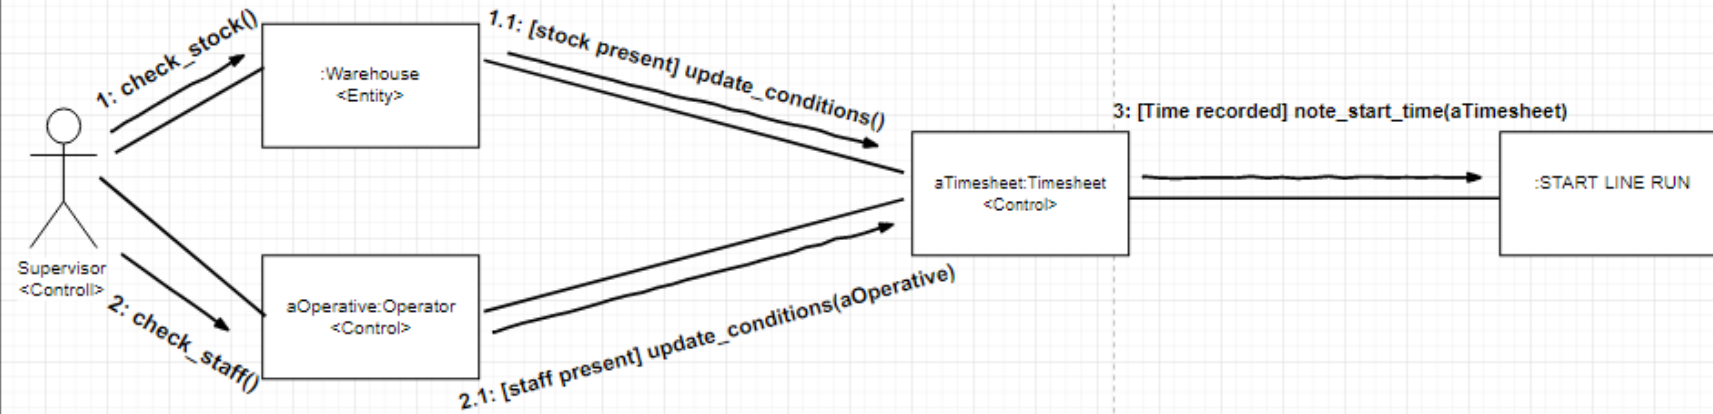 1: check_stock()
:Warehouse
<Entity>
1.1: [stock present] update_conditions()
3: [Time recorded] note_start_time(aTimesheet)
aTimesheet:Timesheet
<Control>
:START LINE RUN
Supervisor
<Controll>
2: check_staff()
aOperative:Operator
<Control>
2.1: [staff present] update_conditions(aOperative)